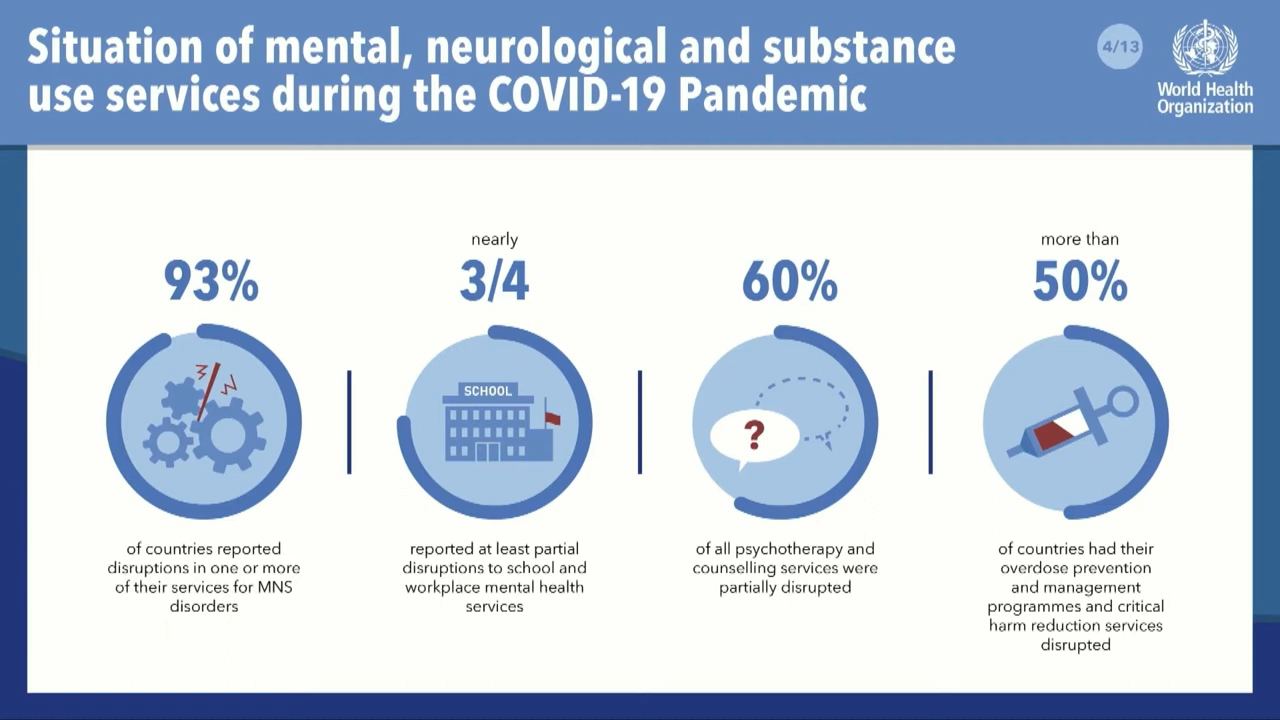 Situation of mental, neurological and substance
use services during the COVID-19 Pandemic
4/13
World Health
Organization
93%
of countries reported
disruptions in one or more
of their services for MNS
disorders
nearly
3/4
SCHOOL
reported at least partial
disruptions to school and
workplace mental health
services
60%
?
of all psychotherapy and
counselling services were
partially disrupted
more than
50%
of countries had their
overdose prevention
and management
programmes and critical
harm reduction services
disrupted